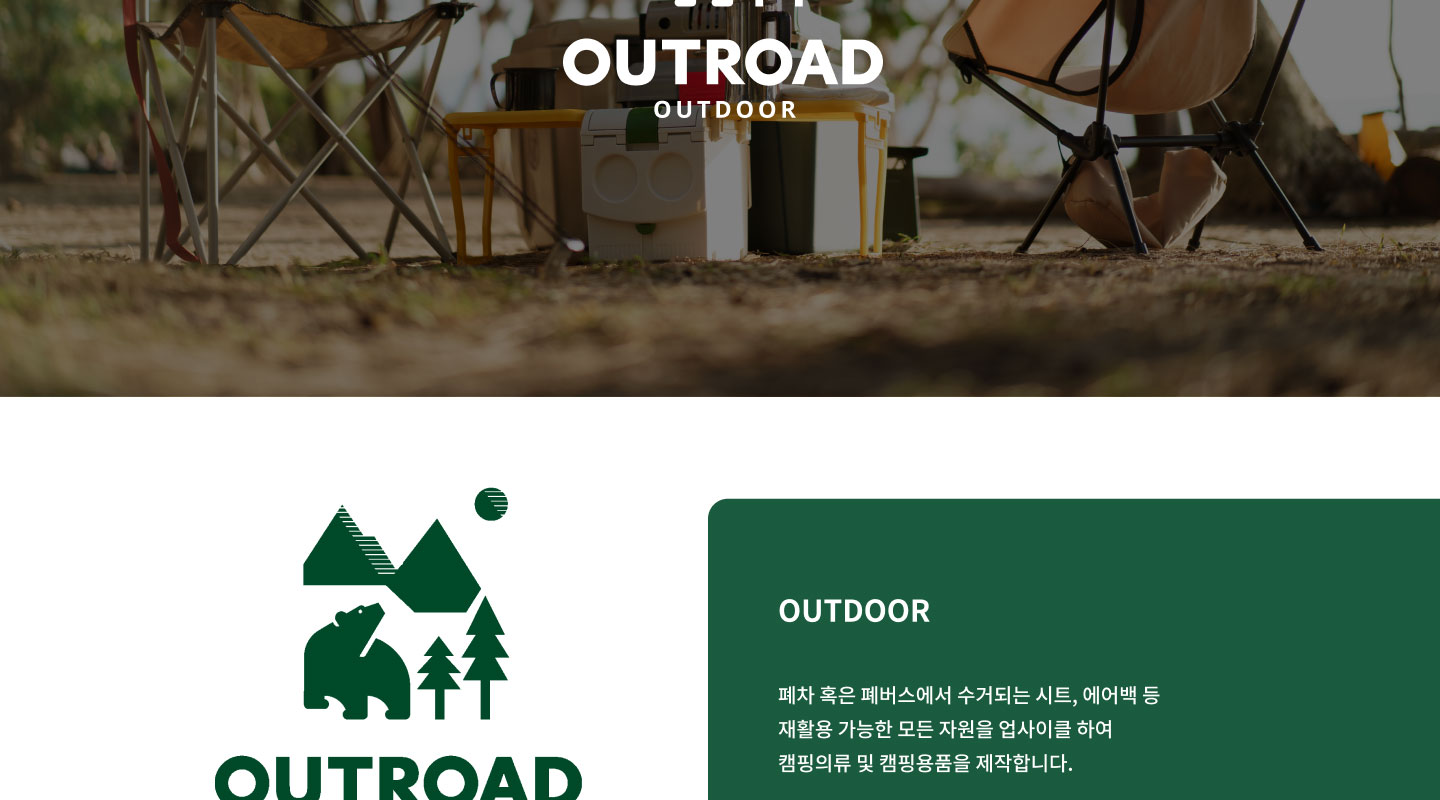 OUTROAD
OUTDOOR
OUTROAD
OUTDOOR
폐차 혹은 폐버스에서 수거되는 시트, 에어백 등
재활용 가능한 모든 자원을 업사이클 하여
캠핑의류 및 캠핑용품을 제작합니다.